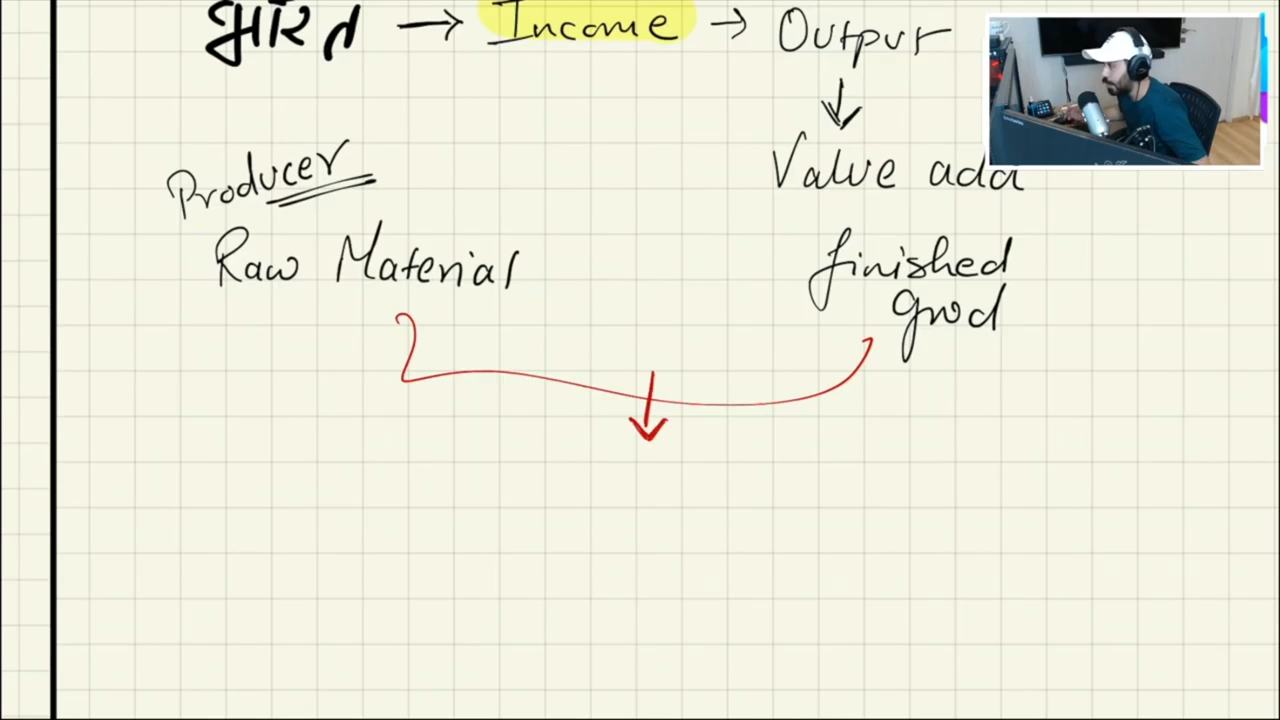 भारत → Income → Output
↓
Value add
Producer
Raw Material
finished
good